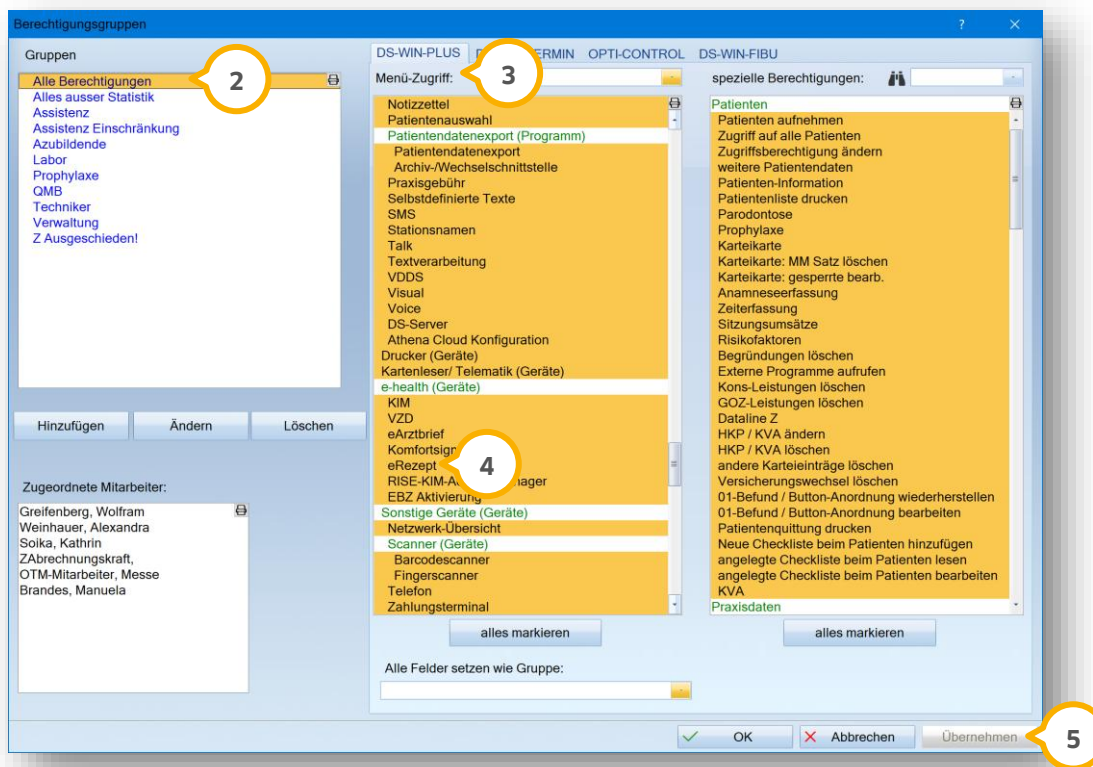 Berechtigungsgruppen
?
Gruppen
Alle Berechtigungen
2
Alles ausser Statistik
Assistenz
Assistenz Einschränkung
Azubildende
Labor
Prophylaxe
QMB
Techniker
Verwaltung
Z Ausgeschieden!
Hinzufügen
Ändern
Löschen
Zugeordnete Mitarbeiter:
Greifenberg, Wolfram
Weinhauer, Alexandra
Soika, Kathrin
ZAbrechnungskraft,
OTM-Mitarbeiter, Messe
Brandes, Manuela
DS-WIN-PLUS ERMIN OPTI-CONTROL DS-WIN-FIBU
Menü-Zugriff:
3
Notizzettel
Patientenauswahl
Patientendatenexport (Programm)
Patientendatenexport
Archiv-/Wechselschnittstelle
Praxisgebühr
Selbstdefinierte Texte
SMS
Stationsnamen
Talk
Textverarbeitung
VDDS
Visual
Voice
DS-Server
Athena Cloud Konfiguration
Drucker (Geräte)
Kartenleser/ Telematik (Geräte)
e-health (Geräte)
KIM
VZD
eArztbrief
Komfortsign
eRezept
4
RISE-KIM-A nager
EBZ Aktivierung
Sonstige Geräte (Geräte)
Netzwerk-Übersicht
Scanner (Geräte)
Barcodescanner
Fingerscanner
Telefon
Zahlungsterminal
alles markieren
Alle Felder setzen wie Gruppe:
spezielle Berechtigungen:
Patienten
Patienten aufnehmen
Zugriff auf alle Patienten
Zugriffsberechtigung ändern
weitere Patientendaten
Patienten-Information
Patientenliste drucken
Parodontose
Prophylaxe
Karteikarte
Karteikarte: MM Satz löschen
Karteikarte: gesperrte bearb.
Anamneseerfassung
Zeiterfassung
Sitzungsumsätze
Risikofaktoren
Begründungen löschen
Externe Programme aufrufen
Kons-Leistungen löschen
GOZ-Leistungen löschen
Dataline Z
HKP / KVA ändern
HKP / KVA löschen
andere Karteieinträge löschen
Versicherungswechsel löschen
01-Befund / Button-Anordnung wiederherstellen
01-Befund / Button-Anordnung bearbeiten
Patientenquittung drucken
Neue Checkliste beim Patienten hinzufügen
angelegte Checkliste beim Patienten lesen
angelegte Checkliste beim Patienten bearbeiten
KVA
Praxisdaten
alles markieren
OK
Abbrechen
Übernehmen
5